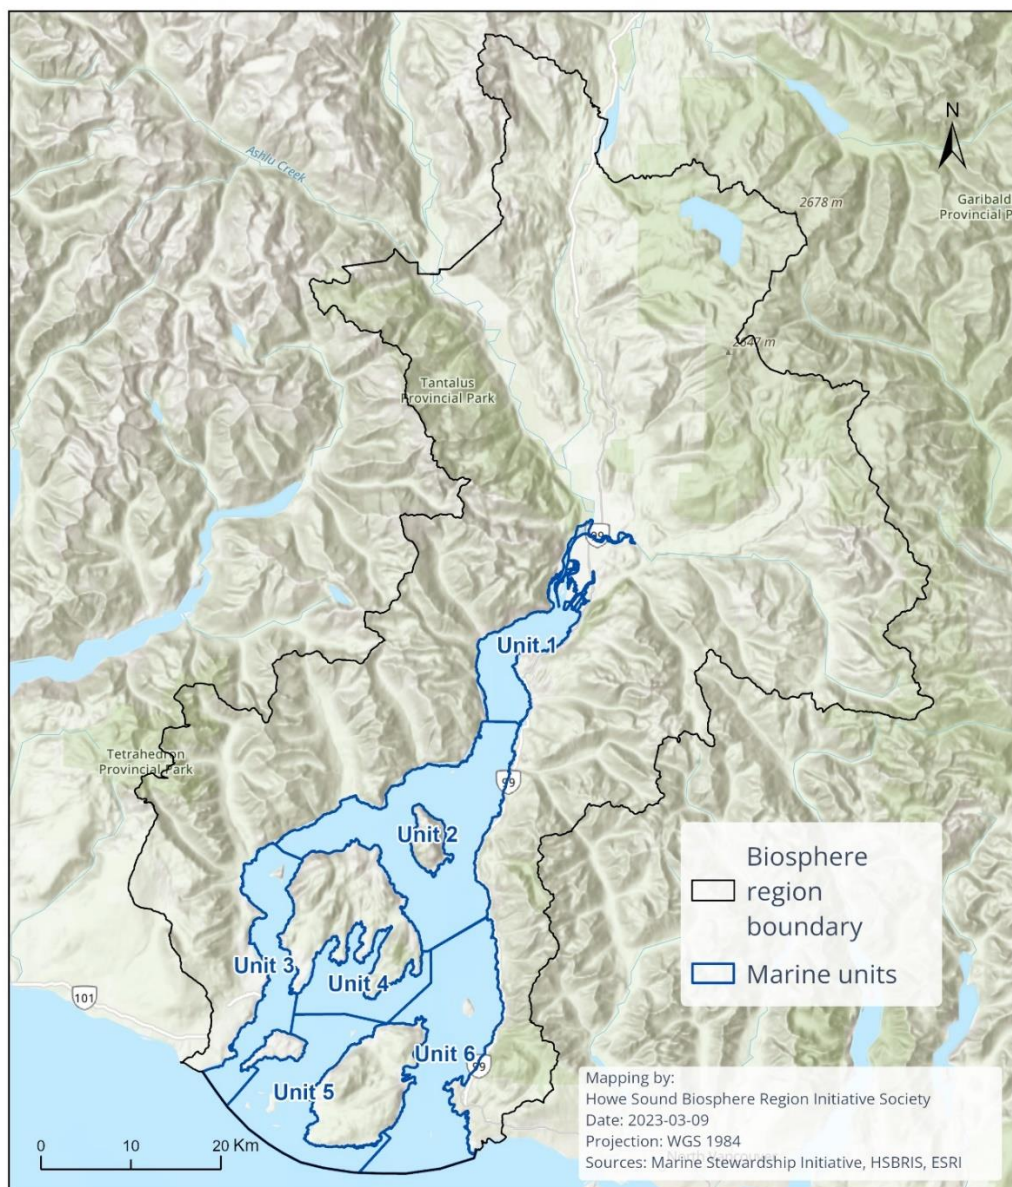 N
Ashlu Creek
2678 m
Garibald
Provincial P
2647 m
Tantalus
Provincial Park
99
Unit 1
Tetrahedron
Provincial Park
99
Unit 2
Biosphere
region
boundary
Marine units
Unit 3
Unit 4
101
Unit 6
99
Unit 5
Mapping by:
Howe Sound Biosphere Region Initiative Society
Date: 2023-03-09
Projection: WGS 1984
Sources: Marine Stewardship Initiative, HSBRIS, ESRI
North Vancouver
0 10 20 Km